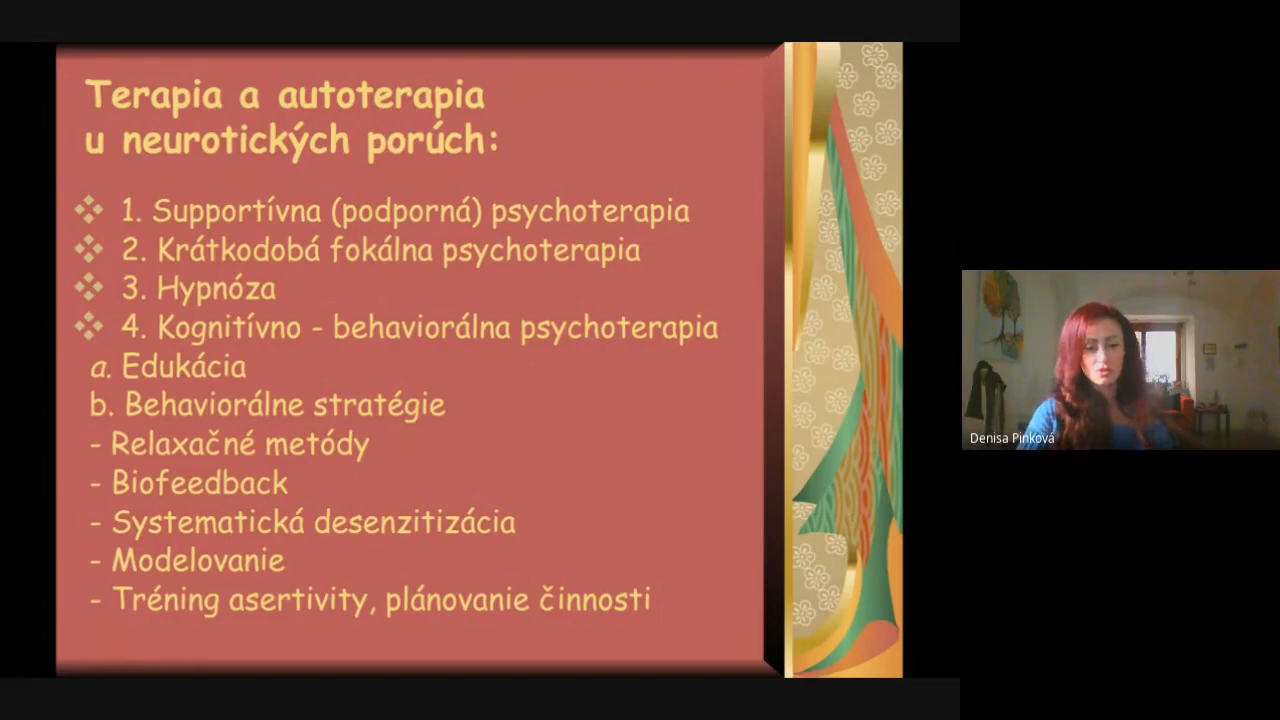 Terapia a autoterapia
u neurotických porúch:
1. Supportívna (podporná) psychoterapia
2. Krátkodobá fokálna psychoterapia
3. Hypnóza
4. Kognitívno - behaviorálna psychoterapia
a. Edukácia
b. Behaviorálne stratégie
- Relaxačné metódy
- Biofeedback
- Systematická desenzitizácia
- Modelovanie
- Tréning asertivity, plánovanie činnosti
Denisa Pinková